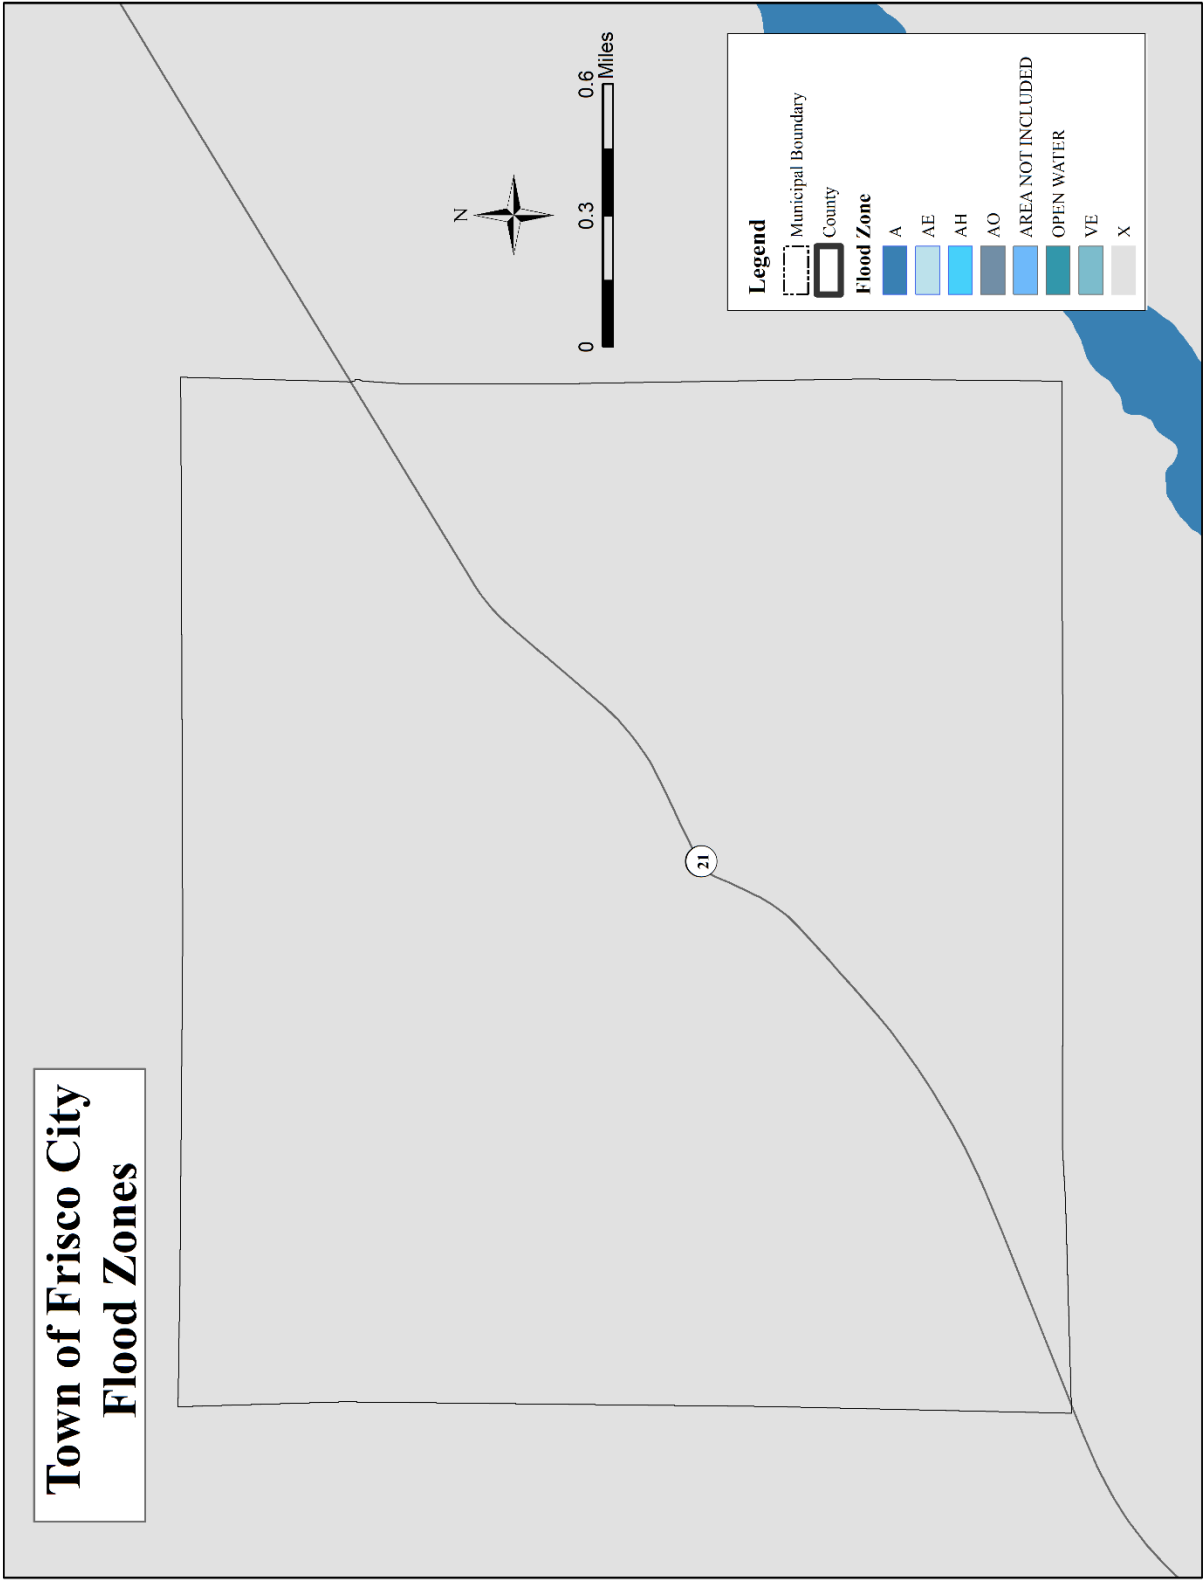 Town of Frisco City
Flood Zones
21
N
0
0.3
0.6
Miles
Legend
Municipal Boundary
County
Flood Zone
A
AE
AH
AO
AREA NOT INCLUDED
OPEN WATER
VE
X